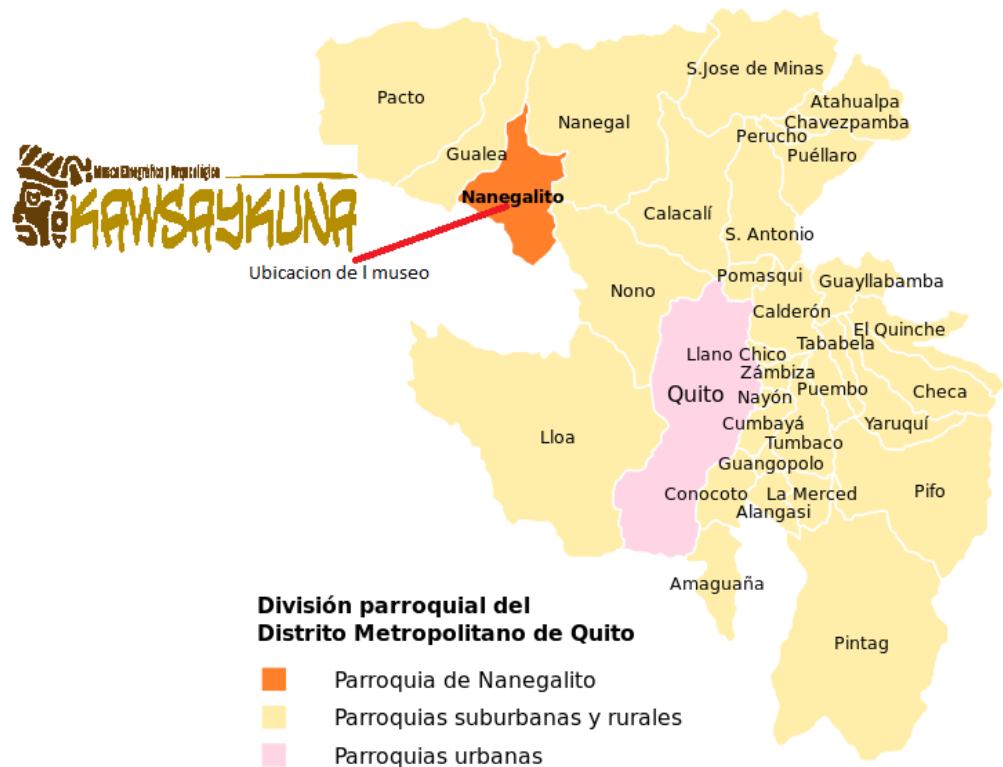 S.Jose de Minas
Pacto
Atahualpa
Nanegal
Chavezpamba
Perucho
Gualea
Puéllaro
Museo Etnográfico y Arqueológico
KAWSAYKUNA
Nanegalito
Calacalí
S. Antonio
Ubicacion de l museo
Pomasqui
Guayllabamba
Nono
Calderón
El Quinche
Tababela
Llano Chico
Zámbiza
Puembo
Checa
Quito
Nayón
Cumbayá
Yaruquí
Lloa
Tumbaco
Guangopolo
Conocoto
La Merced
Pifo
Alangasi
Amaguaña
Pintag
División parroquial del
Distrito Metropolitano de Quito
Parroquia de Nanegalito
Parroquias suburbanas y rurales
Parroquias urbanas